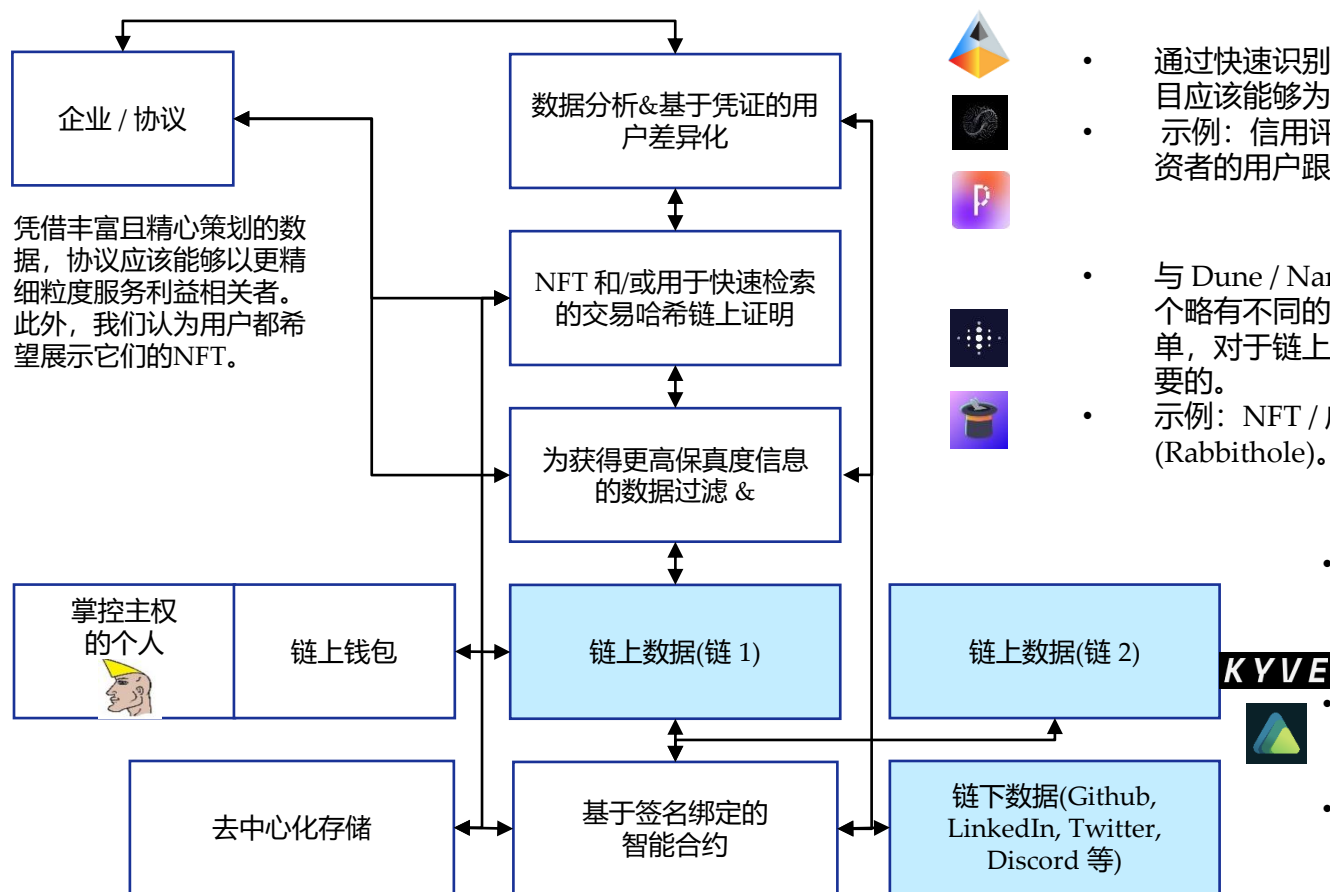 企业 / 协议
数据分析&基于凭证的用
户差异化
凭借丰富且精心策划的数
据，协议应该能够以更精
细粒度服务利益相关者。
此外，我们认为用户都希
望展示它们的NFT。
NFT 和/或用于快速检索
的交易哈希链上证明
为获得更高保真度信息
的数据过滤 &
掌控主权
的个人
链上钱包
链上数据(链 1)
链上数据(链 2)
去中心化存储
基于签名绑定的
智能合约
链下数据(Github,
LinkedIn, Twitter,
Discord 等)
• 通过快速识别
目应该能够为
• 示例：信用评
资者的用户跟
p
• 与 Dune / Nan
个略有不同的
单，对于链上
要的。
• 示例：NFT /
(Rabbithole)。
•
KYVE
•
•